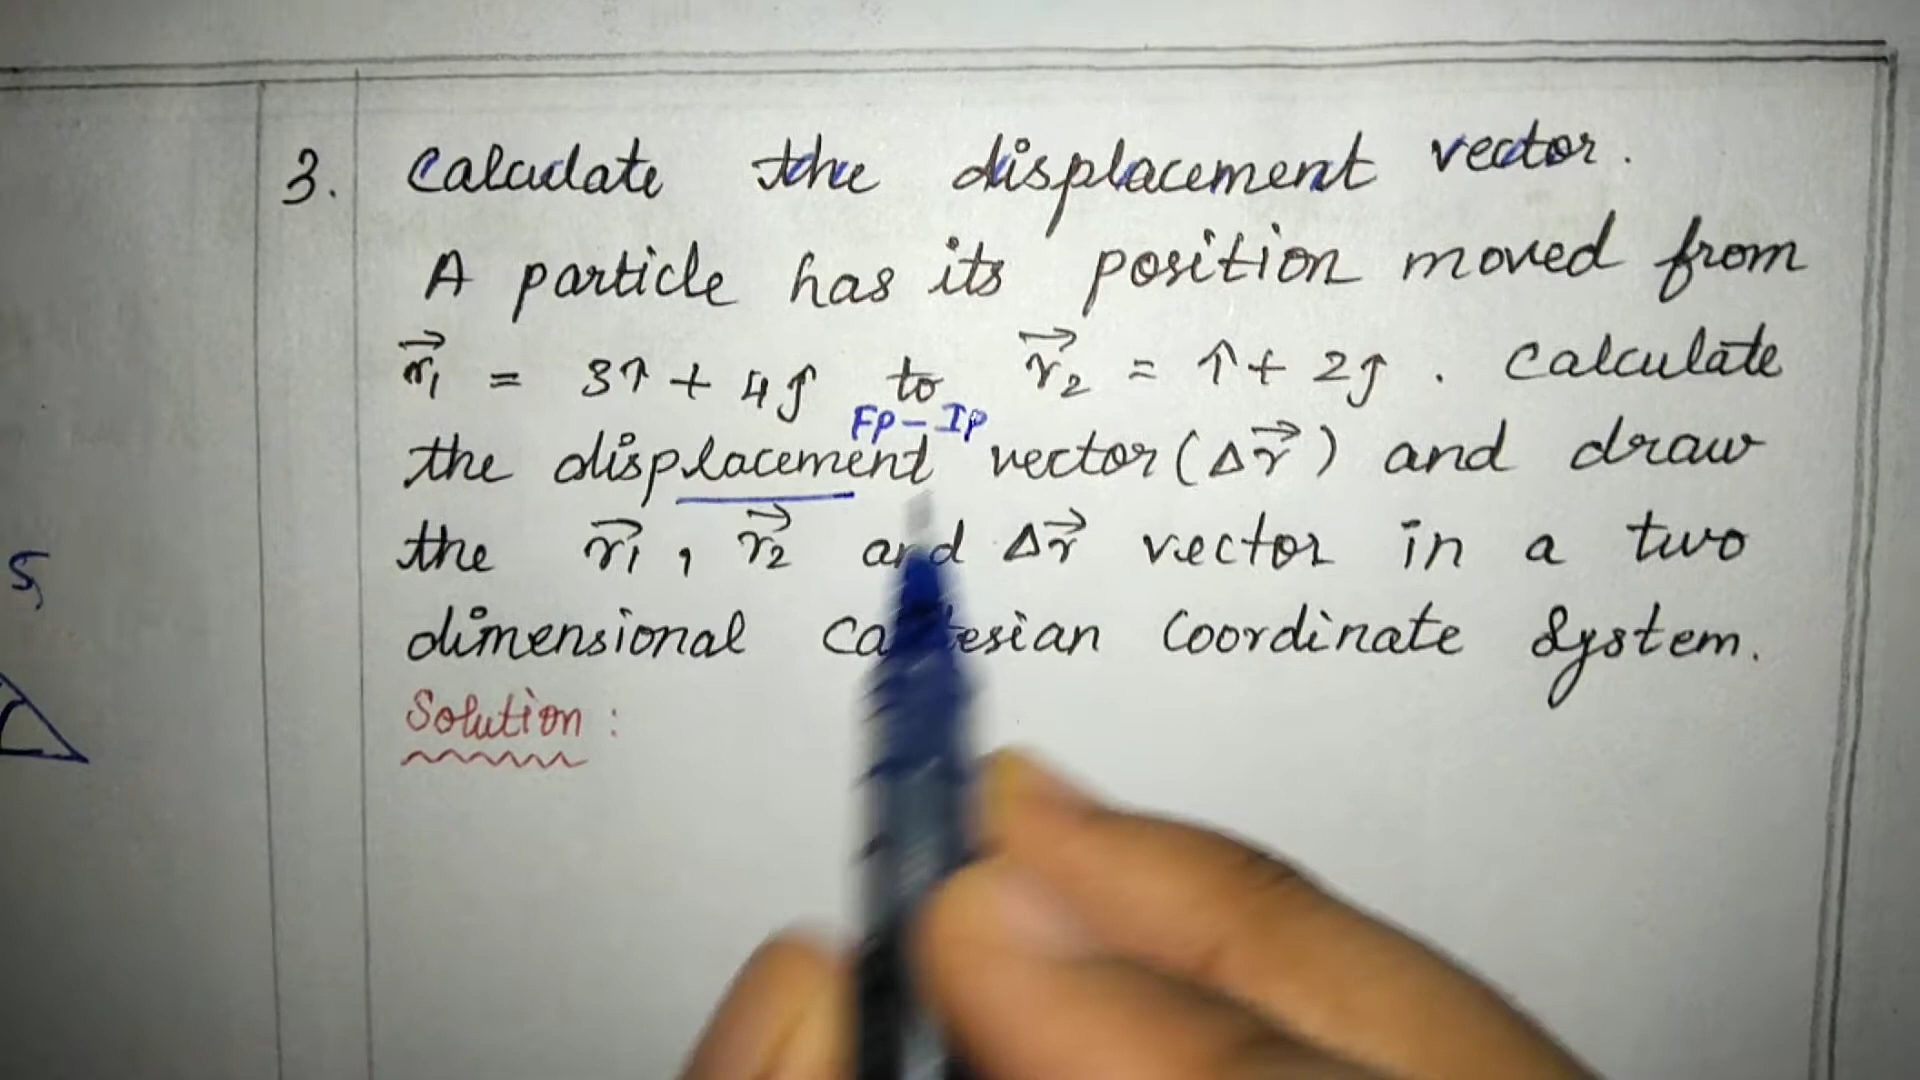 3. Calculate the displacement vector.
A particle has its position moved from
r⃗₁ = 3î + 4ĵ to r⃗₂ = î + 2ĵ . Calculate
FP - IP
the displacement vector (Δr⃗) and draw
the r⃗₁, r⃗₂ and Δr⃗ vector in a two
5
dimensional Coordinate System.
Solution :